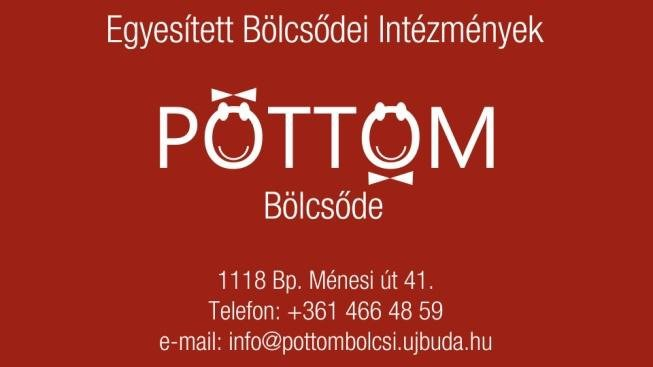 Egyesített Bölcsődei Intézmények
PÖTTÖM
Bölcsőde
1118 Bp. Ménesi út 41.
Telefon: +361 466 48 59
e-mail: info@pottombolcsi.ujbuda.hu